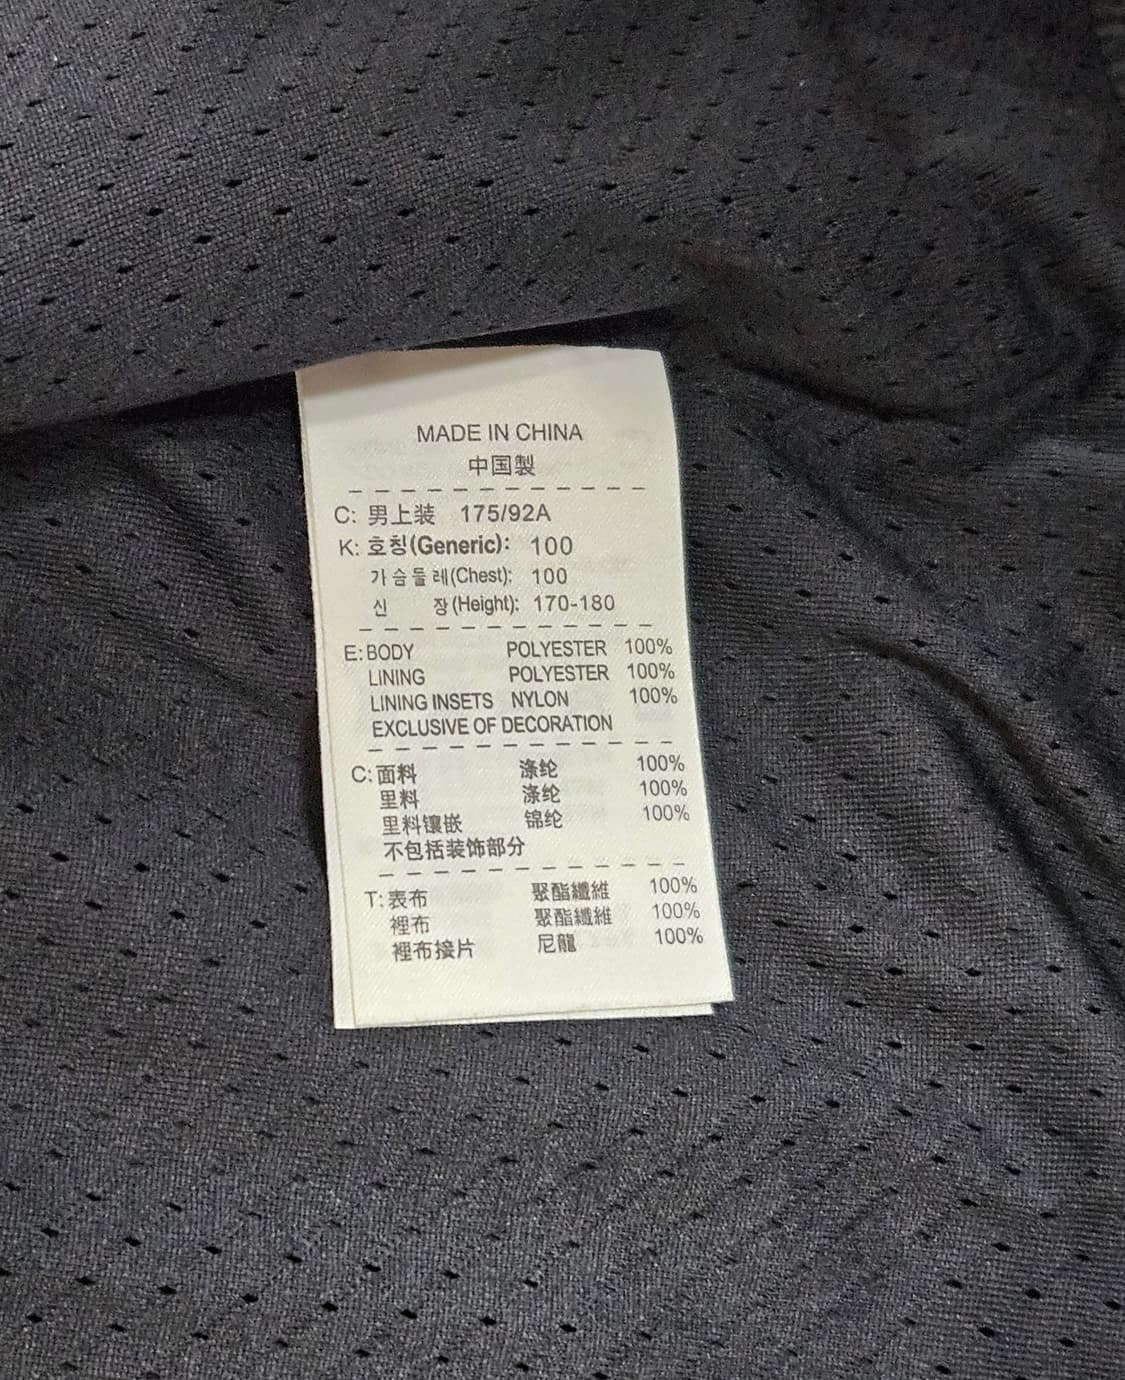 MADE IN CHINA
中国製
C: 男上装 175/92A
K: 호칭(Generic): 100
가슴둘레(Chest): 100
신 장(Height): 170-180
E: BODY POLYESTER 100%
LINING POLYESTER 100%
LINING INSETS NYLON 100%
EXCLUSIVE OF DECORATION
C: 面料 涤纶 100%
里料 涤纶 100%
里料镶嵌 锦纶 100%
不包括装饰部分
T: 表布 聚酯纖維 100%
裡布 聚酯纖維 100%
裡布接片 尼龍 100%